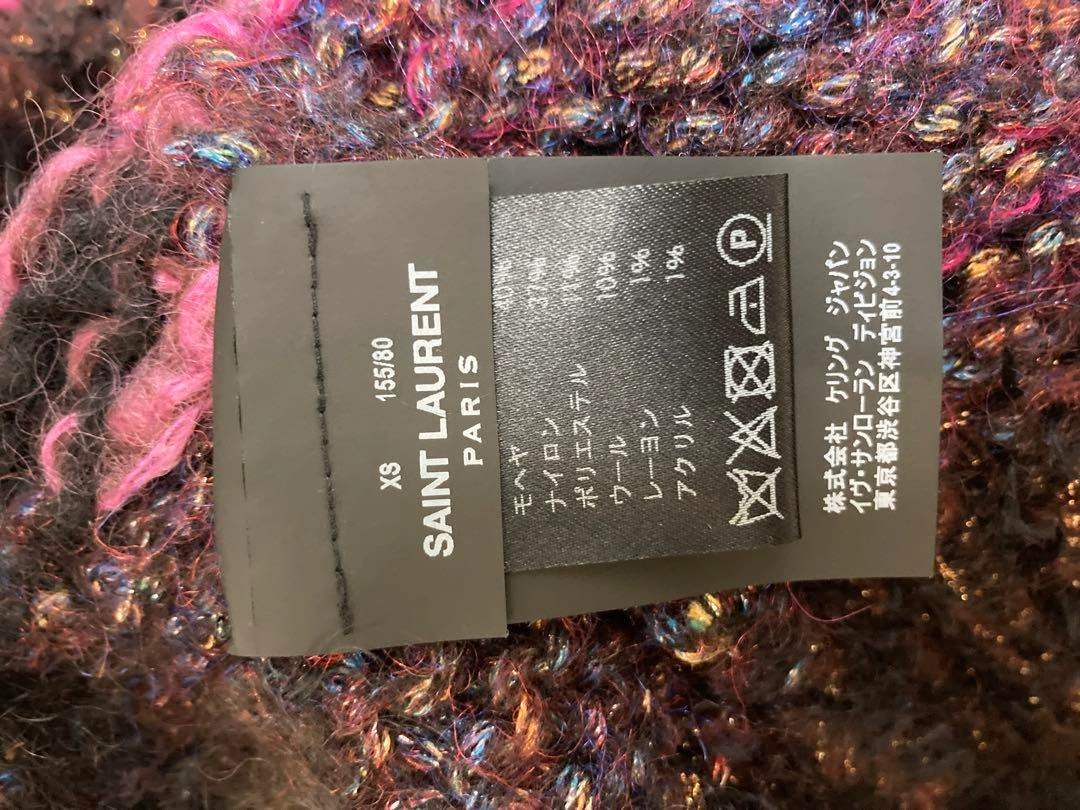 XS 155/80
SAINT LAURENT
PARIS
モヘヤ
ナイロン 37%
ポリエステル
ウール 10%
レーヨン 1%
アクリル 1%
P
株式会社 ケリング ジャパン
イヴ・サンローラン ディビジョン
東京都渋谷区神宮前4-3-10